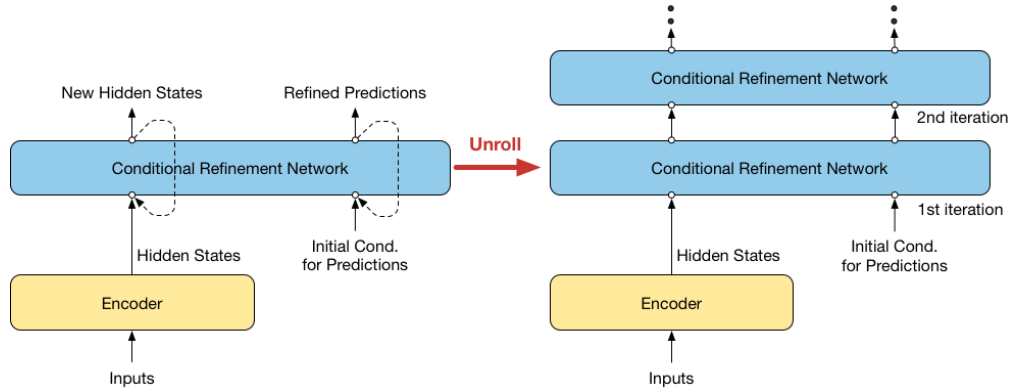 New Hidden States
Refined Predictions
Conditional Refinement Network
Hidden States
Initial Cond.
for Predictions
Encoder
Inputs
Unroll
Conditional Refinement Network
2nd iteration
Conditional Refinement Network
1st iteration
Hidden States
Initial Cond.
for Predictions
Encoder
Inputs